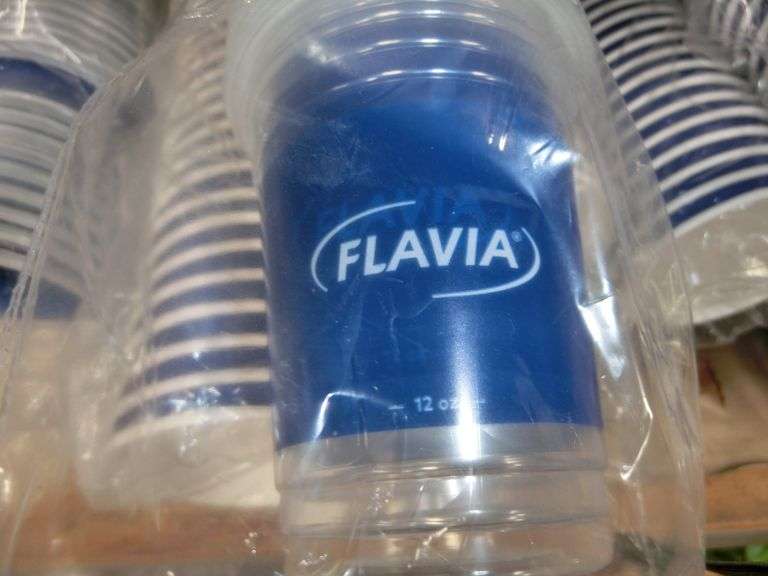 FLAVIA®
— 12 oz —